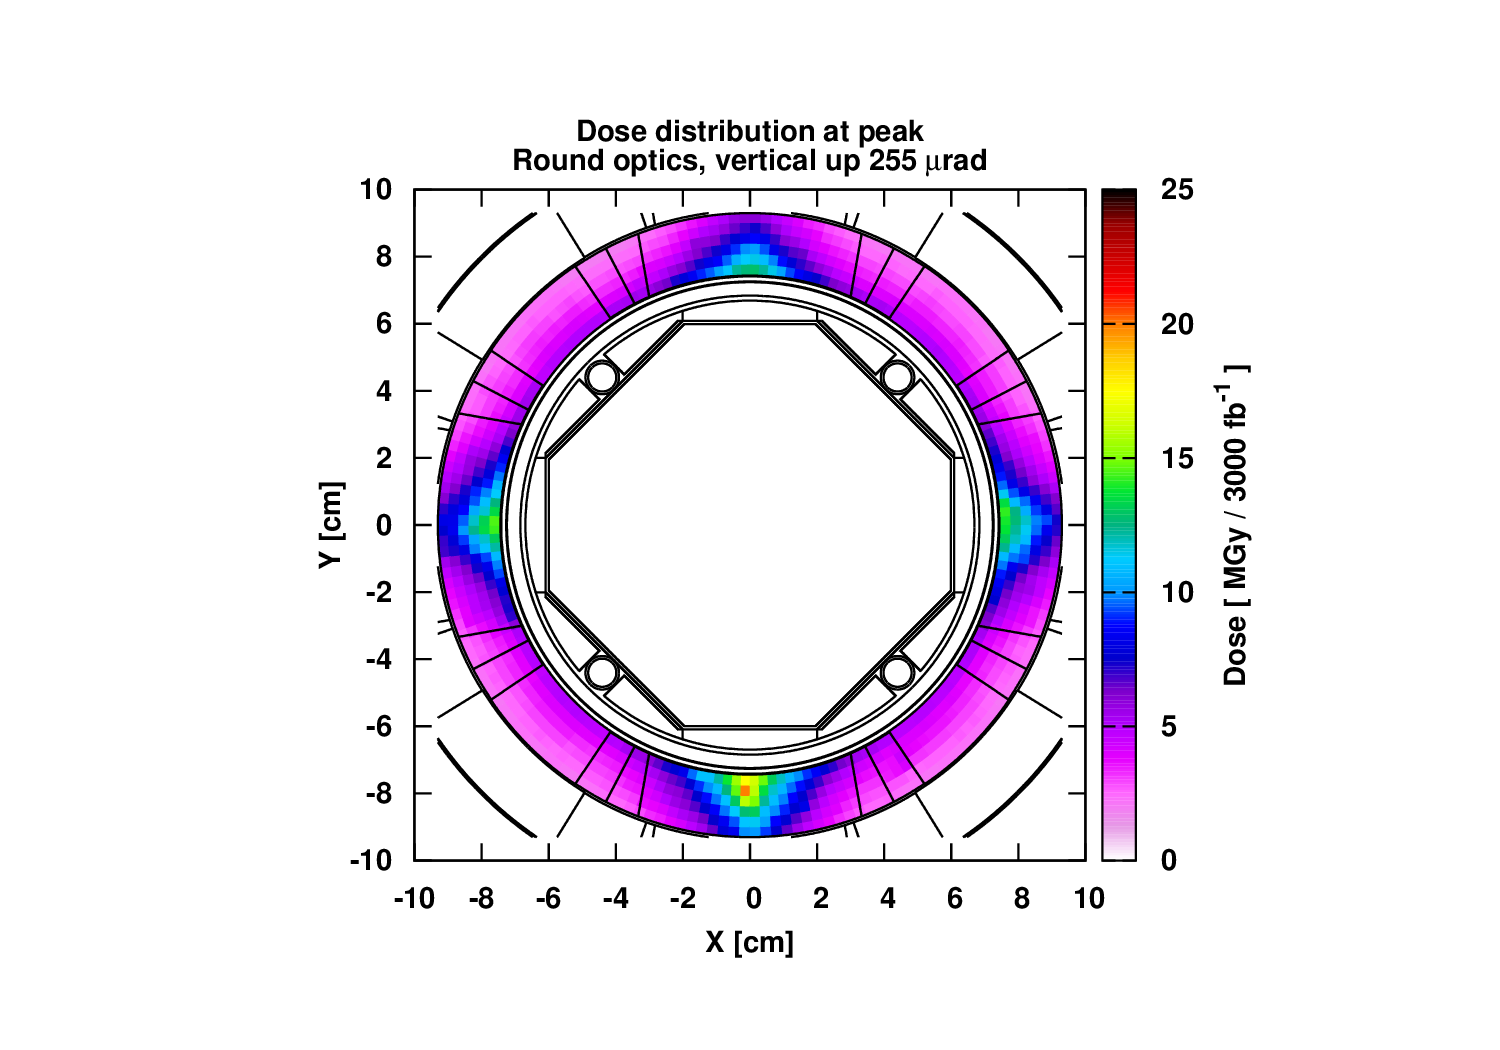 Dose distribution at peak
Round optics, vertical up 255 μrad
10
8
6
4
2
0
-2
-4
-6
-8
-10
Y [cm]
-10 -8 -6 -4 -2 0 2 4 6 8 10
X [cm]
25
20
15
10
5
0
Dose [ MGy / 3000 fb⁻¹ ]